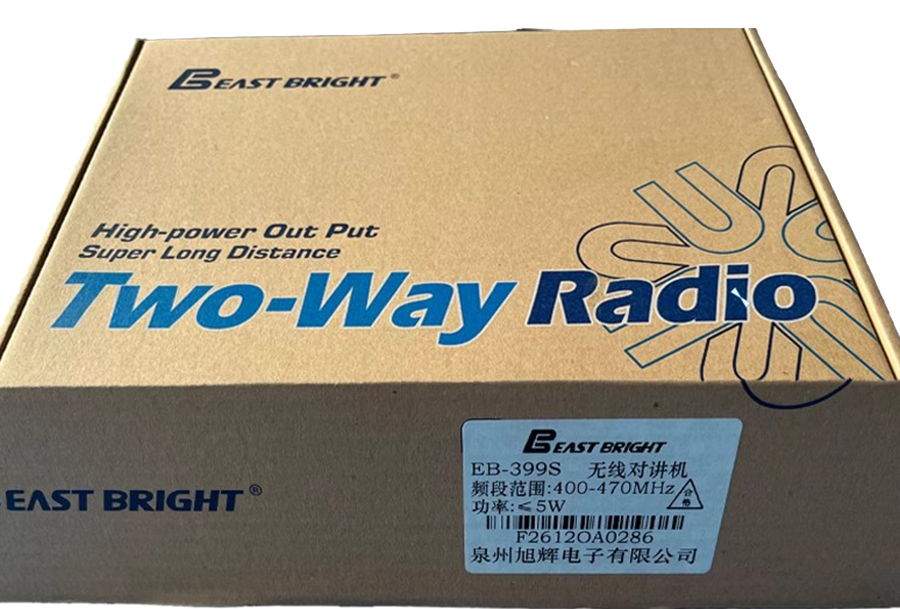 EAST BRIGHT®
High-power Out Put
Super Long Distance
Two-Way Radio
EAST BRIGHT®
EAST BRIGHT
EB-399S 无线对讲机
频段范围:400-470MHz
合格
功率:≤5W
F2612OA0286
泉州旭辉电子有限公司